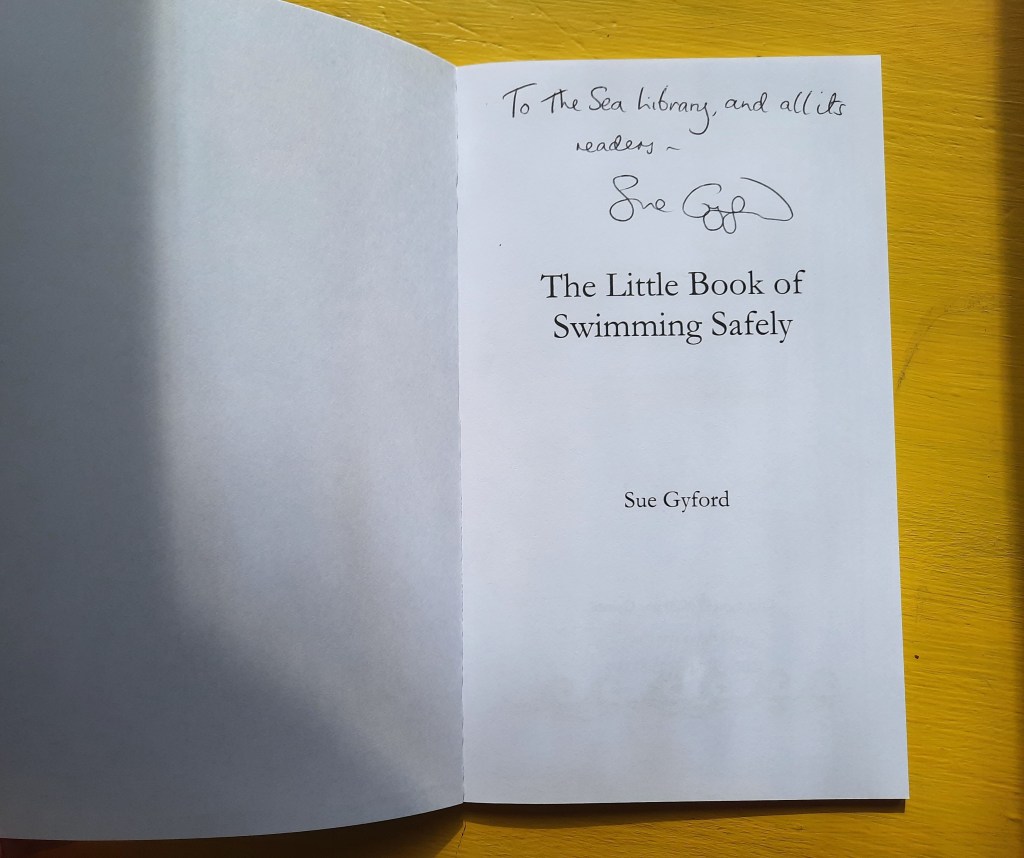 To The Sea Library, and all its
readers ~
Sue Gyford
The Little Book of
Swimming Safely
Sue Gyford